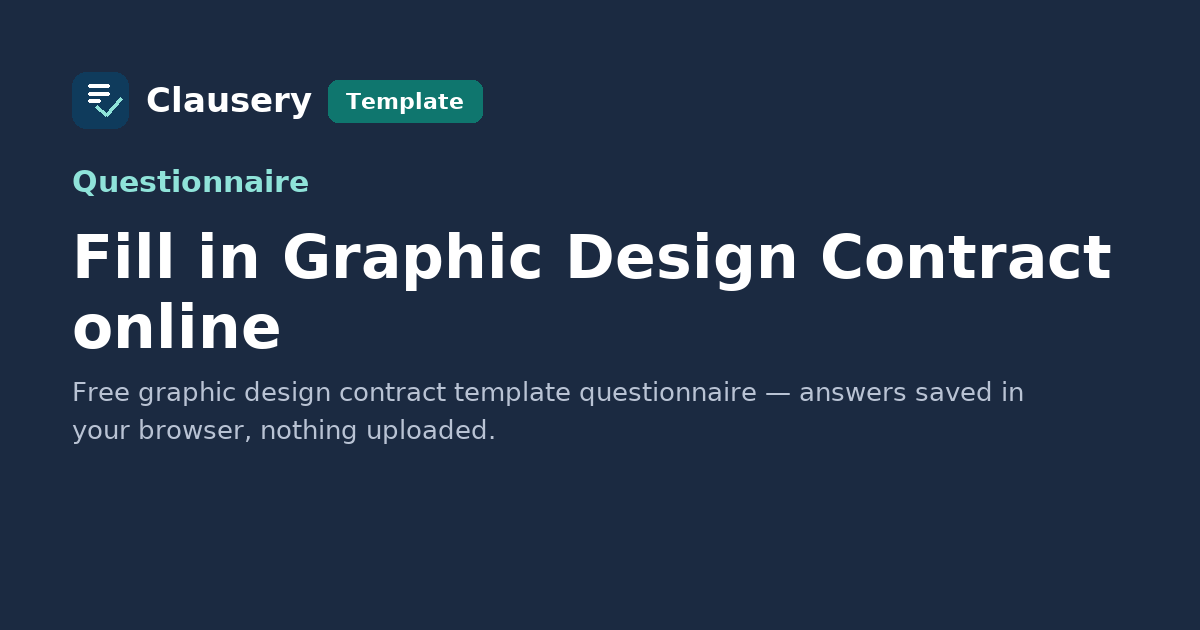 Clausery Template
Questionnaire
Fill in Graphic Design Contract
online
Free graphic design contract template questionnaire — answers saved in
your browser, nothing uploaded.